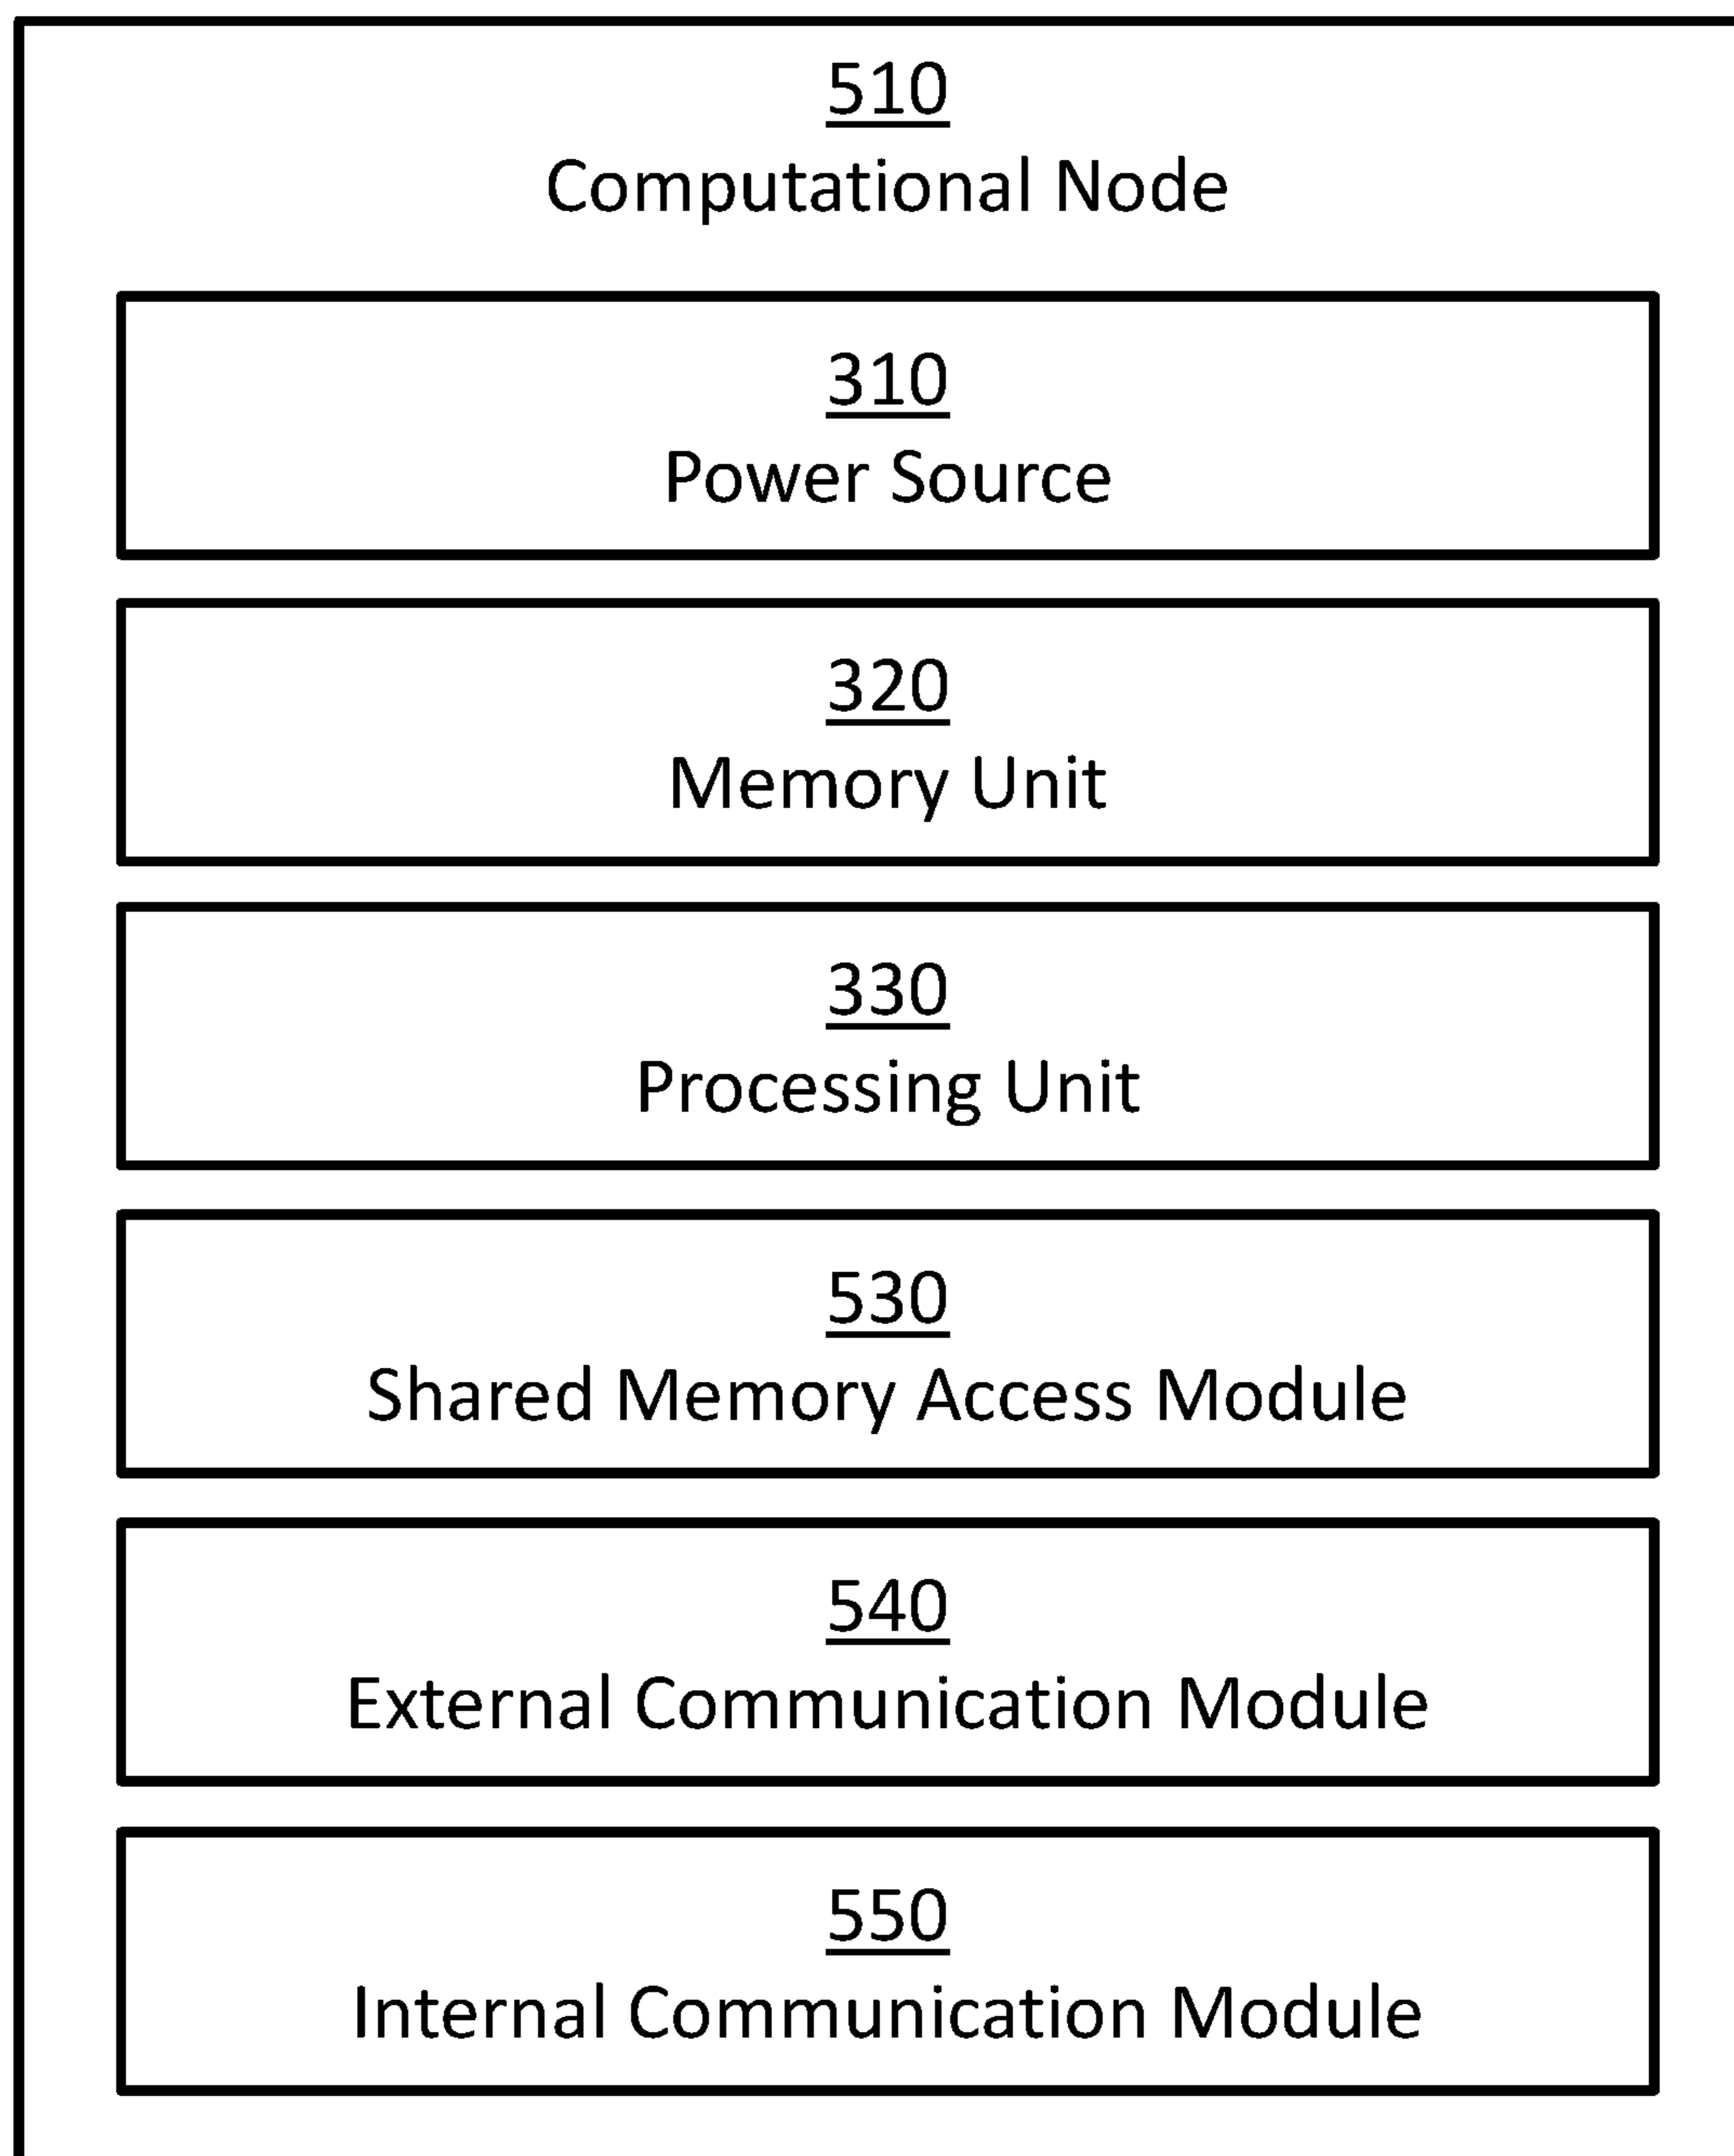 510
Computational Node
310
Power Source
320
Memory Unit
330
Processing Unit
530
Shared Memory Access Module
540
External Communication Module
550
Internal Communication Module